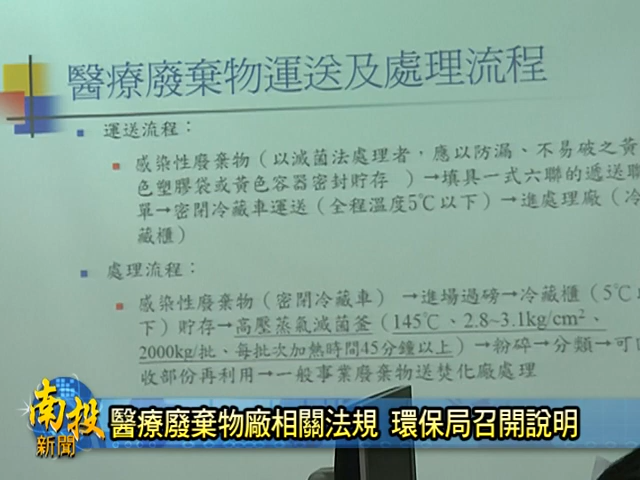 醫療廢棄物運送及處理流程
運送流程：
感染性廢棄物（以滅菌法處理者，應以防漏、不易破之黃
色塑膠袋或黃色容器密封貯存 ）→填具一式六聯的遞送聯
單→密閉冷藏車運送（全程溫度5℃以下）→進處理廠（冷
藏櫃）
處理流程：
感染性廢棄物（密閉冷藏車） →進場過磅→冷藏櫃（5℃以
下）貯存→高壓蒸氣滅菌釜（145℃、2.8~3.1kg/cm²、
2000kg/批、每批次加熱時間45分鐘以上）→粉碎→分類→可回
收部份再利用→一般事業廢棄物送焚化廠處理
南投
新聞
醫療廢棄物廠相關法規 環保局召開說明